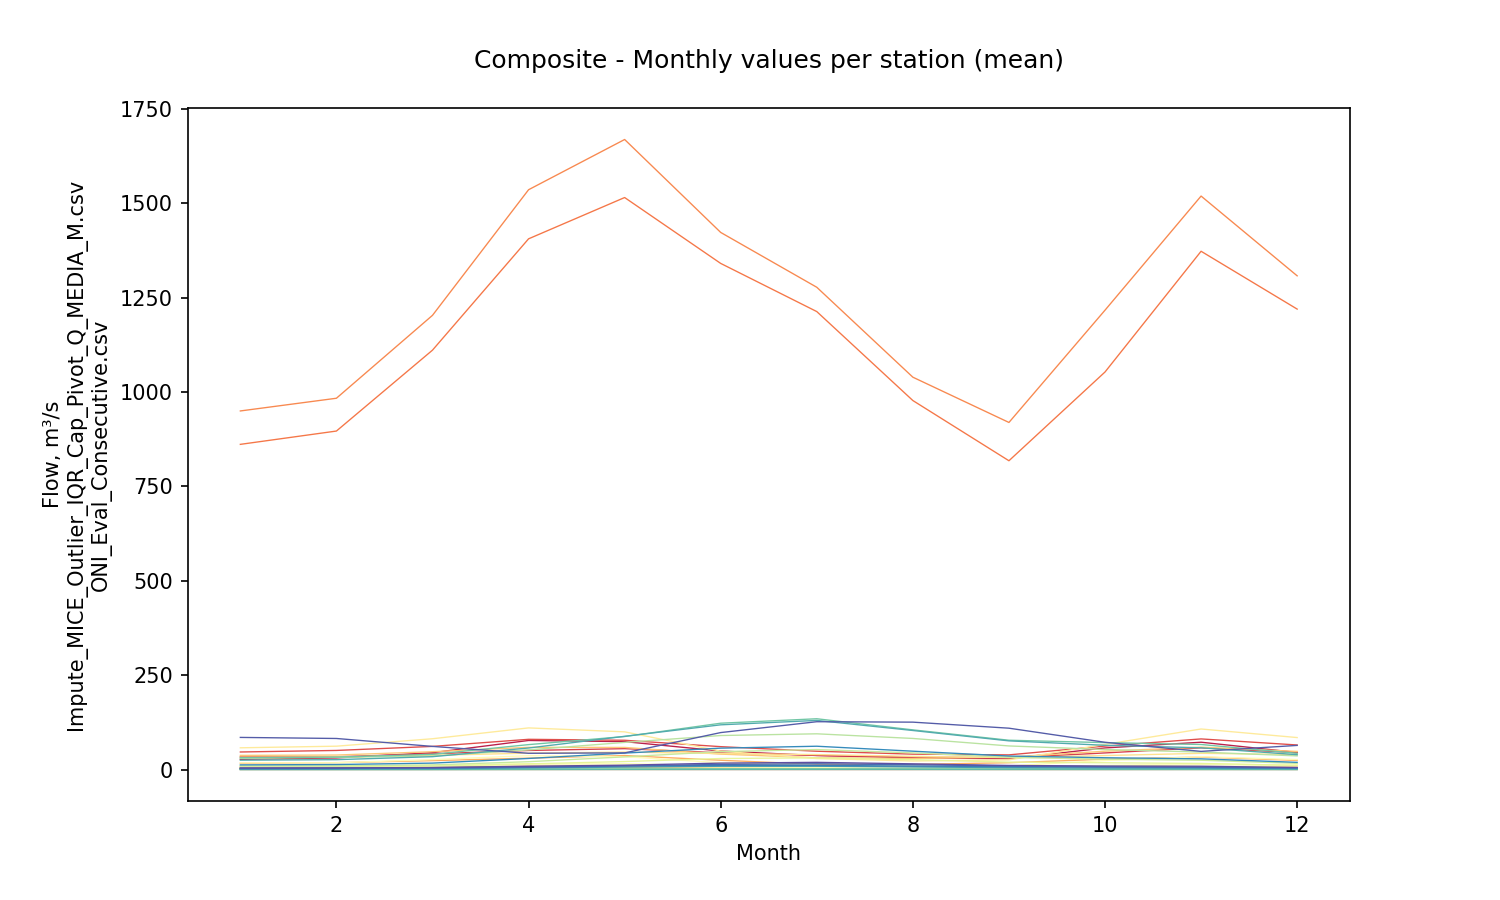 Composite - Monthly values per station (mean)
Flow, m³/s
Impute_MICE_Outlier_IQR_Cap_Pivot_Q_MEDIA_M.csv
ONI_Eval_Consecutive.csv
1750
1500
1250
1000
750
500
250
0
2 4 6 8 10 12
Month